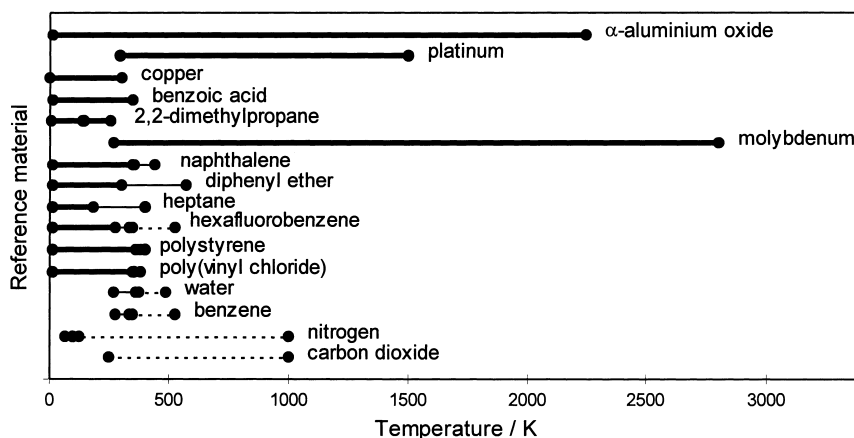 α-aluminium oxide
platinum
copper
benzoic acid
2,2-dimethylpropane
molybdenum
naphthalene
diphenyl ether
heptane
hexafluorobenzene
polystyrene
poly(vinyl chloride)
water
benzene
nitrogen
carbon dioxide
Reference material
0 500 1000 1500 2000 2500 3000
Temperature / K